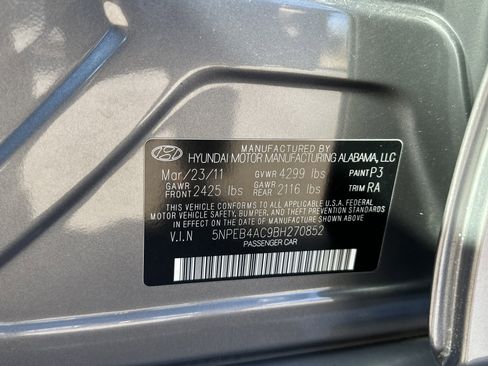 MANUFACTURED BY
HYUNDAI MOTOR MANUFACTURING ALABAMA, LLC
Mar/23/11 GVWR 4299 lbs PAINT P3
GAWR FRONT 2425 lbs GAWR REAR 2116 lbs TRIM RA
THIS VEHICLE CONFORMS TO ALL APPLICABLE U.S.A. FEDERAL
MOTOR VEHICLE SAFETY, BUMPER, AND THEFT PREVENTION STANDARDS
IN EFFECT ON THE DATE OF MANUFACTURE SHOWN ABOVE
V.I.N 5NPEB4AC9BH270852
PASSENGER CAR